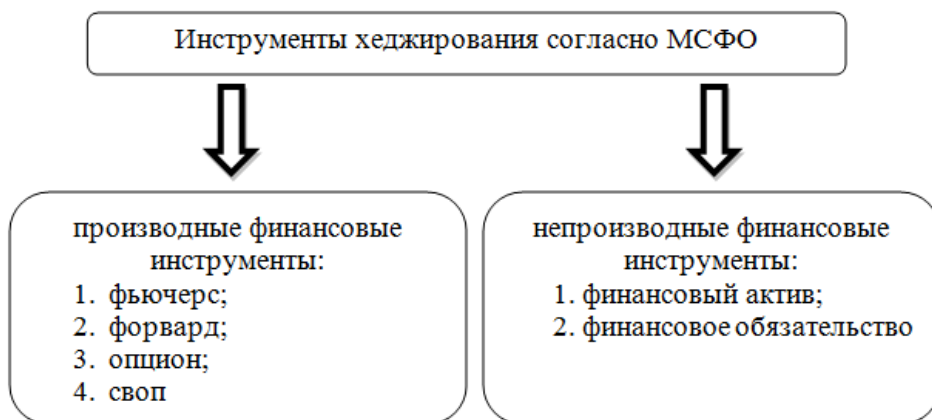 Инструменты хеджирования согласно МСФО
производные финансовые
инструменты:
1. фьючерс;
2. форвард;
3. опцион;
4. своп
непроизводные финансовые
инструменты:
1. финансовый актив;
2. финансовое обязательство